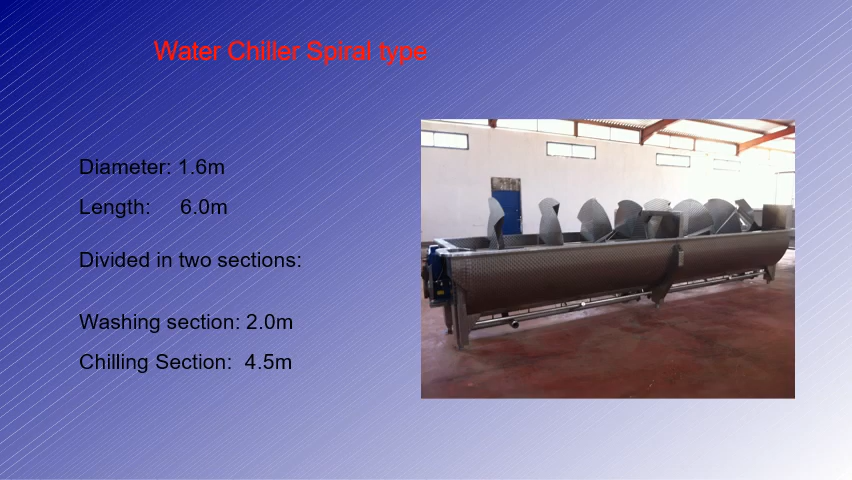 Water Chiller Spiral type
Diameter: 1.6m
Length: 6.0m
Divided in two sections:
Washing section: 2.0m
Chilling Section: 4.5m